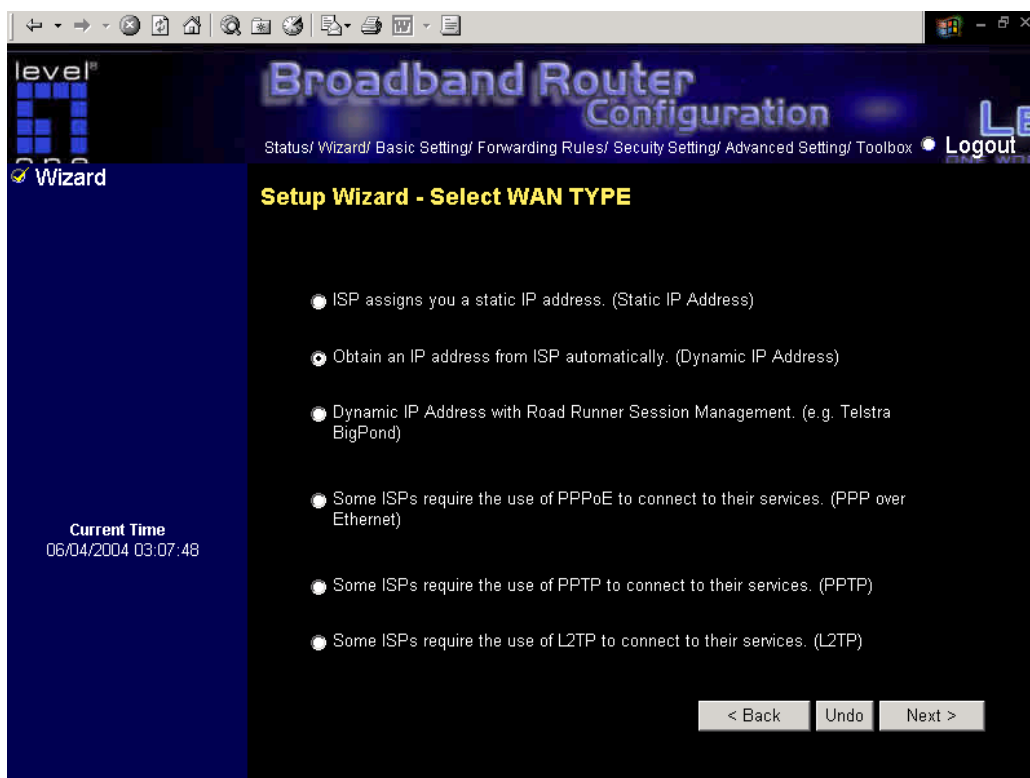 level®
one
Broadband Router
Configuration
Status/ Wizard/ Basic Setting/ Forwarding Rules/ Secuity Setting/ Advanced Setting/ Toolbox
Logout
Wizard
Setup Wizard - Select WAN TYPE
ISP assigns you a static IP address. (Static IP Address)
Obtain an IP address from ISP automatically. (Dynamic IP Address)
Dynamic IP Address with Road Runner Session Management. (e.g. Telstra
BigPond)
Some ISPs require the use of PPPoE to connect to their services. (PPP over
Ethernet)
Current Time
06/04/2004 03:07:48
Some ISPs require the use of PPTP to connect to their services. (PPTP)
Some ISPs require the use of L2TP to connect to their services. (L2TP)
< Back
Undo
Next >